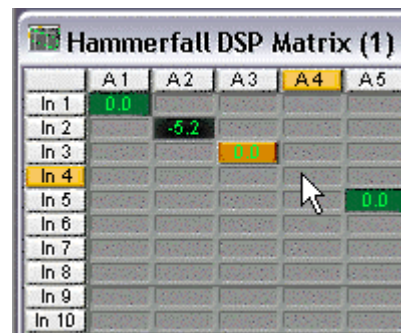 Hammerfall DSP Matrix (1)
A 1 A 2 A 3 A 4 A 5
In 1 0.0
In 2 -5.2
In 3 0.0
In 4
In 5 0.0
In 6
In 7
In 8
In 9
In 10